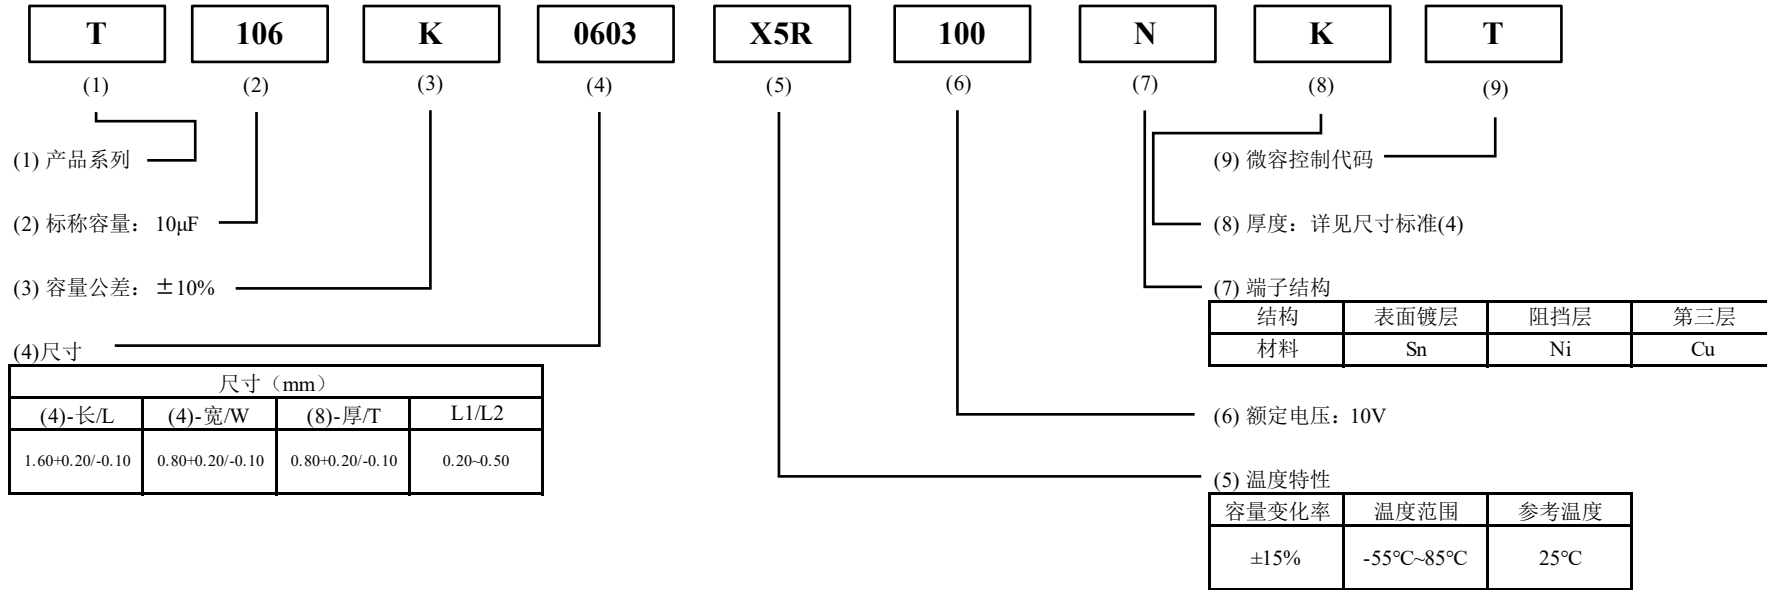 T 106 K 0603 X5R 100 N K T
(1) (2) (3) (4) (5) (6) (7) (8) (9)
(1) 产品系列
(9) 微容控制代码
(2) 标称容量： 10μF
(8) 厚度：详见尺寸标准(4)
(3) 容量公差： ±10%
(7) 端子结构
结构 表面镀层 阻挡层 第三层
材料 Sn Ni Cu
(4)尺寸
尺寸（mm）
(4)-长/L (4)-宽/W (8)-厚/T L1/L2
1.60+0.20/-0.10 0.80+0.20/-0.10 0.80+0.20/-0.10 0.20~0.50
(6) 额定电压：10V
(5) 温度特性
容量变化率 温度范围 参考温度
±15% -55℃~85℃ 25℃